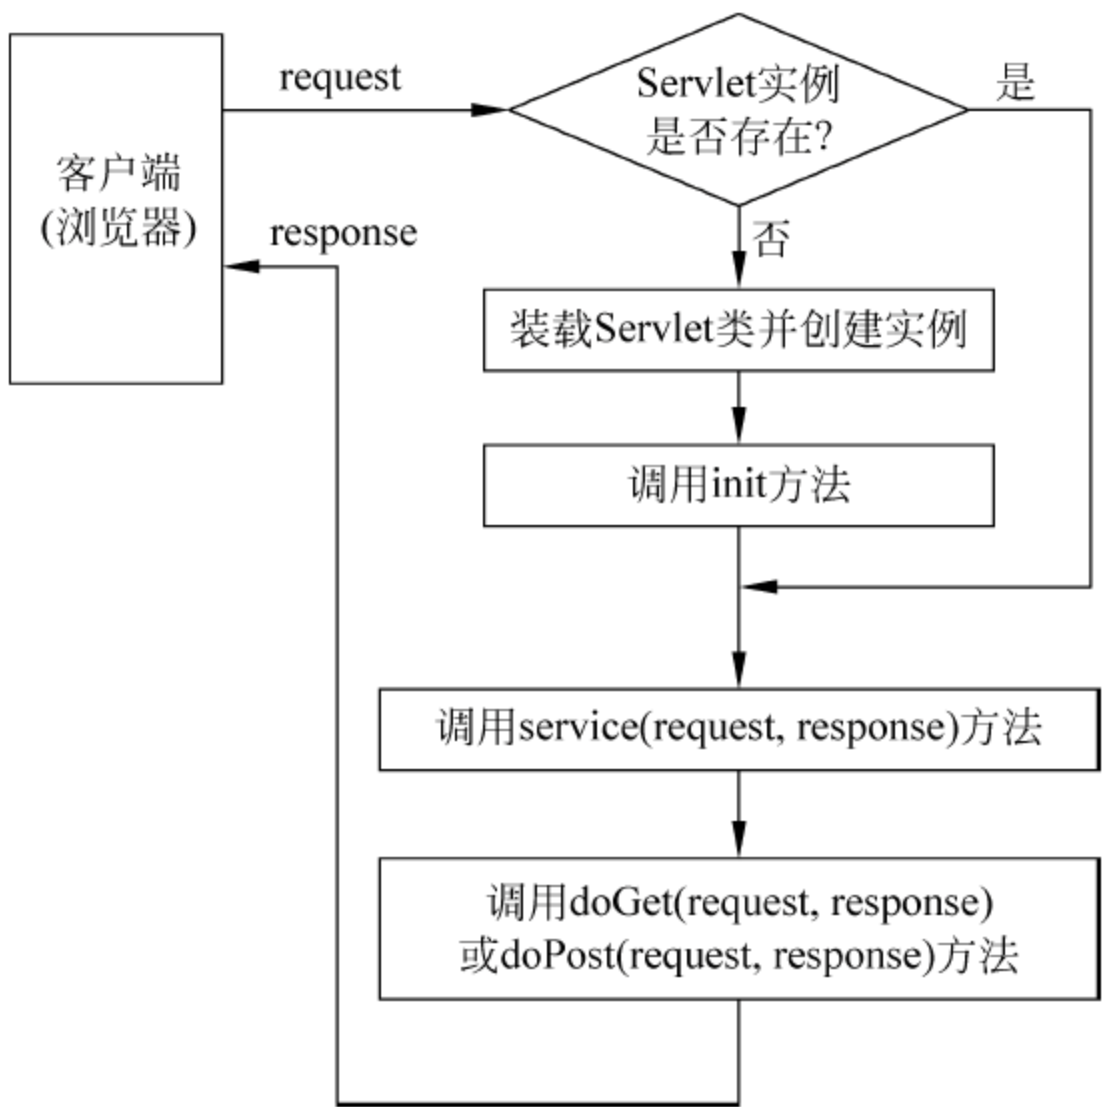 request
Servlet实例
是否存在?
是
客户端
(浏览器)
response
否
装载Servlet类并创建实例
调用init方法
调用service(request, response)方法
调用doGet(request, response)
或doPost(request, response)方法